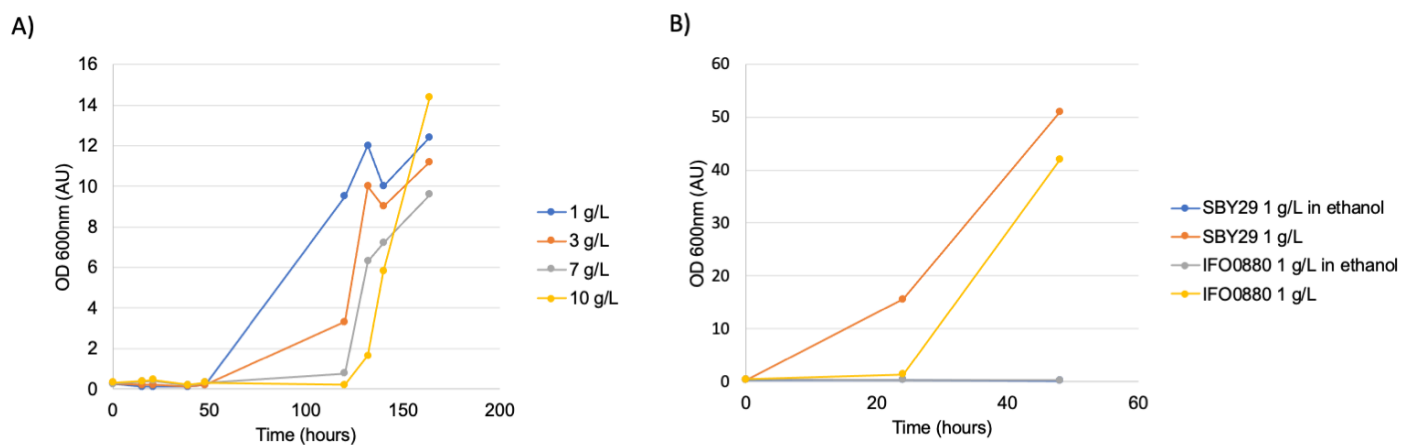 A)
16
14
12
10
8
6
4
2
0
OD 600nm (AU)
0 50 100 150 200
Time (hours)
1 g/L
3 g/L
7 g/L
10 g/L
B)
60
50
40
30
20
10
0
OD 600nm (AU)
0 20 40 60
Time (hours)
SBY29 1 g/L in ethanol
SBY29 1 g/L
IFO0880 1 g/L in ethanol
IFO0880 1 g/L